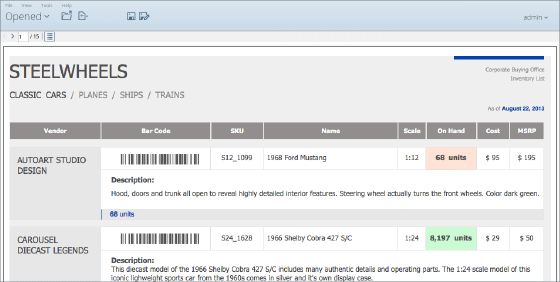 File View Tools Help
Opened
admin
1 / 15
STEELWHEELS
Corporate Buying Office
Inventory List
CLASSIC CARS / PLANES / SHIPS / TRAINS
As of August 22, 2013
Vendor Bar Code SKU Name Scale On Hand Cost MSRP
AUTOART STUDIO DESIGN
S12_1099 1968 Ford Mustang 1:12 68 units $ 95 $ 195
Description:
Hood, doors and trunk all open to reveal highly detailed interior features. Steering wheel actually turns the front wheels. Color dark green.
68 units
CAROUSEL DIECAST LEGENDS
S24_1628 1966 Shelby Cobra 427 S/C 1:24 8,197 units $ 29 $ 50
Description:
This diecast model of the 1966 Shelby Cobra 427 S/C includes many authentic details and operating parts. The 1:24 scale model of this
iconic lighweight sports car from the 1960s comes in silver and it's own display case.